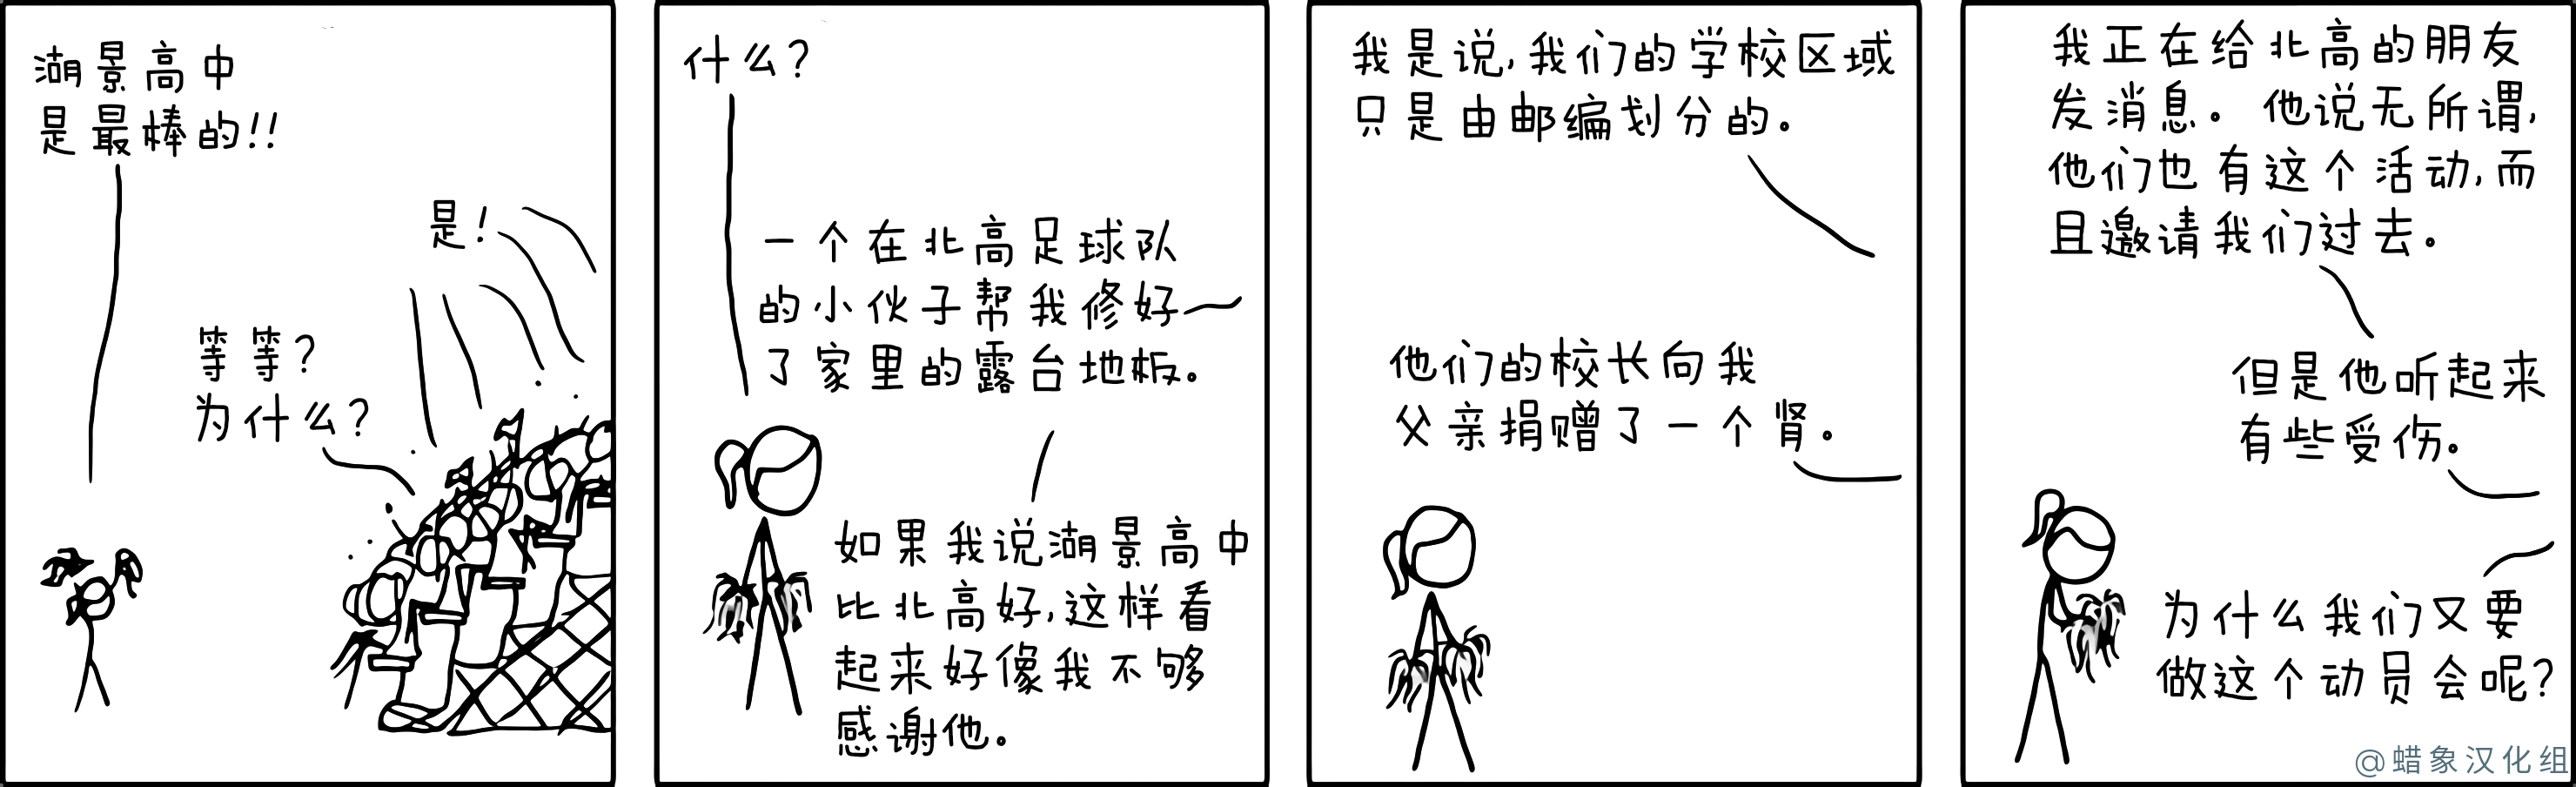 湖景高中
是最棒的!!
是!
等等?
为什么?
什么?
一个在北高足球队
的小伙子帮我修好
了家里的露台地板。
如果我说湖景高中
比北高好,这样看
起来好像我不够
感谢他。
我是说,我们的学校区域
只是由邮编划分的。
他们的校长向我
父亲捐赠了一个肾。
我正在给北高的朋友
发消息。他说无所谓,
他们也有这个活动,而
且邀请我们过去。
但是他听起来
有些受伤。
为什么我们又要
做这个动员会呢?
@蜡象汉化组